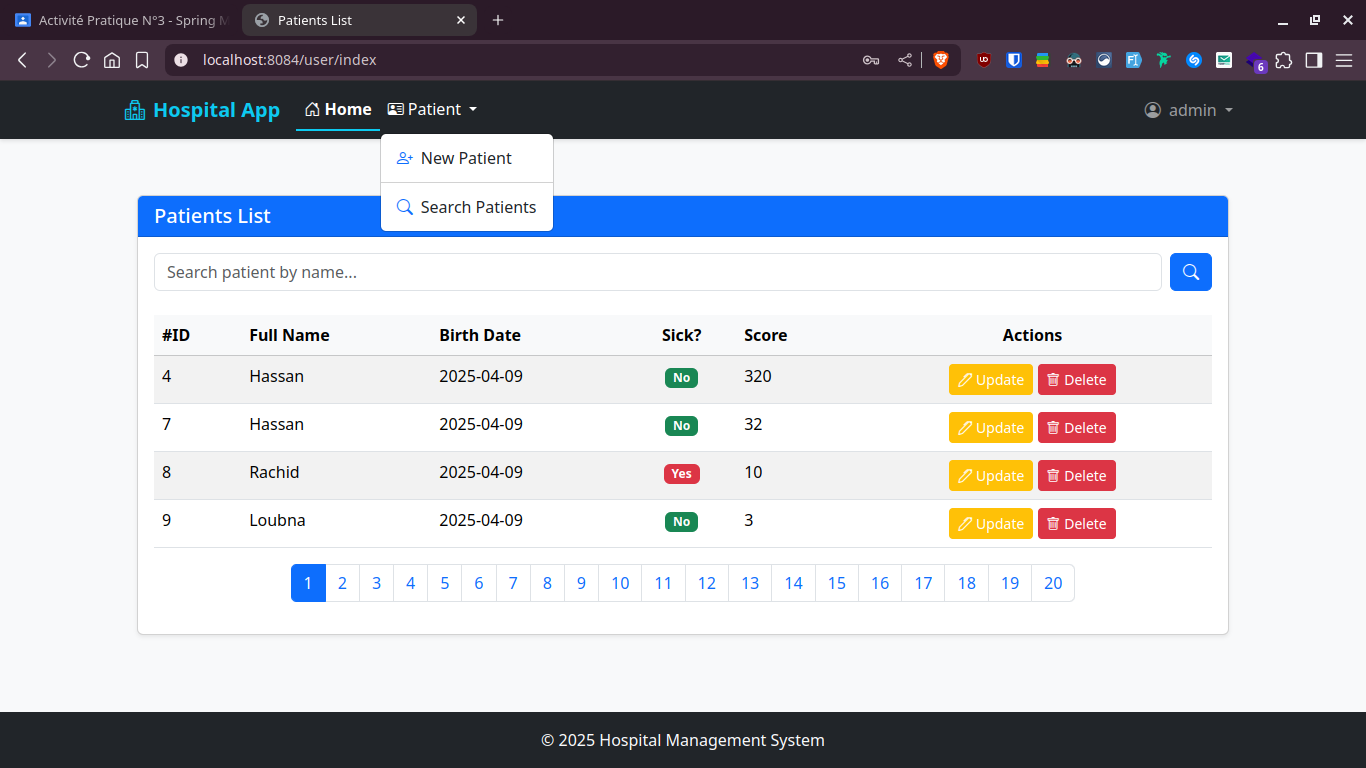 Activité Pratique N°3 - Spring M
Patients List
localhost:8084/user/index
6
Hospital App
Home
Patient
admin
New Patient
Search Patients
Patients List
Search patient by name...
#ID Full Name Birth Date Sick? Score Actions
4 Hassan 2025-04-09 No 320 Update Delete
7 Hassan 2025-04-09 No 32 Update Delete
8 Rachid 2025-04-09 Yes 10 Update Delete
9 Loubna 2025-04-09 No 3 Update Delete
1 2 3 4 5 6 7 8 9 10 11 12 13 14 15 16 17 18 19 20
© 2025 Hospital Management System